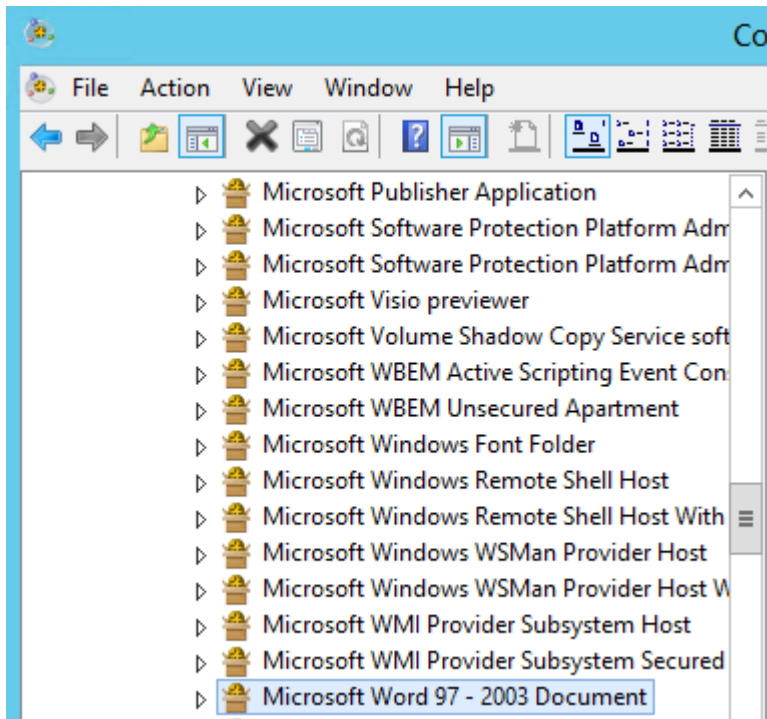 Co
File Action View Window Help
Microsoft Publisher Application
Microsoft Software Protection Platform Adm
Microsoft Software Protection Platform Adm
Microsoft Visio previewer
Microsoft Volume Shadow Copy Service soft
Microsoft WBEM Active Scripting Event Con
Microsoft WBEM Unsecured Apartment
Microsoft Windows Font Folder
Microsoft Windows Remote Shell Host
Microsoft Windows Remote Shell Host With
Microsoft Windows WSMan Provider Host
Microsoft Windows WSMan Provider Host W
Microsoft WMI Provider Subsystem Host
Microsoft WMI Provider Subsystem Secured
Microsoft Word 97 - 2003 Document